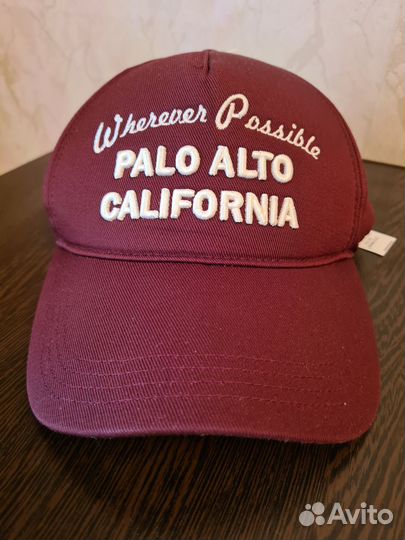 Wherever Possible
PALO ALTO
CALIFORNIA
Avito